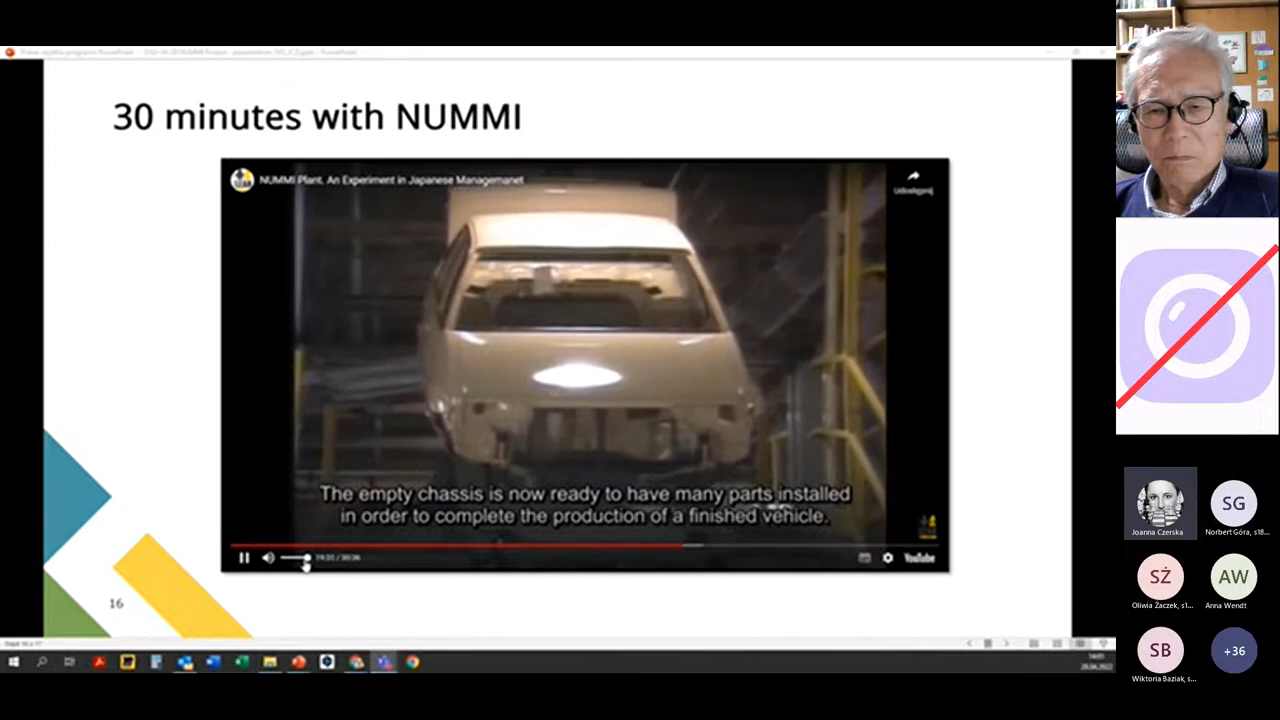 30 minutes with NUMMI
NUMMI Plant. An Experiment in Japanese Managemanet
Udostępnij
The empty chassis is now ready to have many parts installed
in order to complete the production of a finished vehicle.
YouTube
16
Joanna Czerska
SG
Norbert Góra, s18...
SŻ
Oliwia Żaczek, s1...
AW
Anna Wendt
SB
Wiktoria Baziak, s...
+36